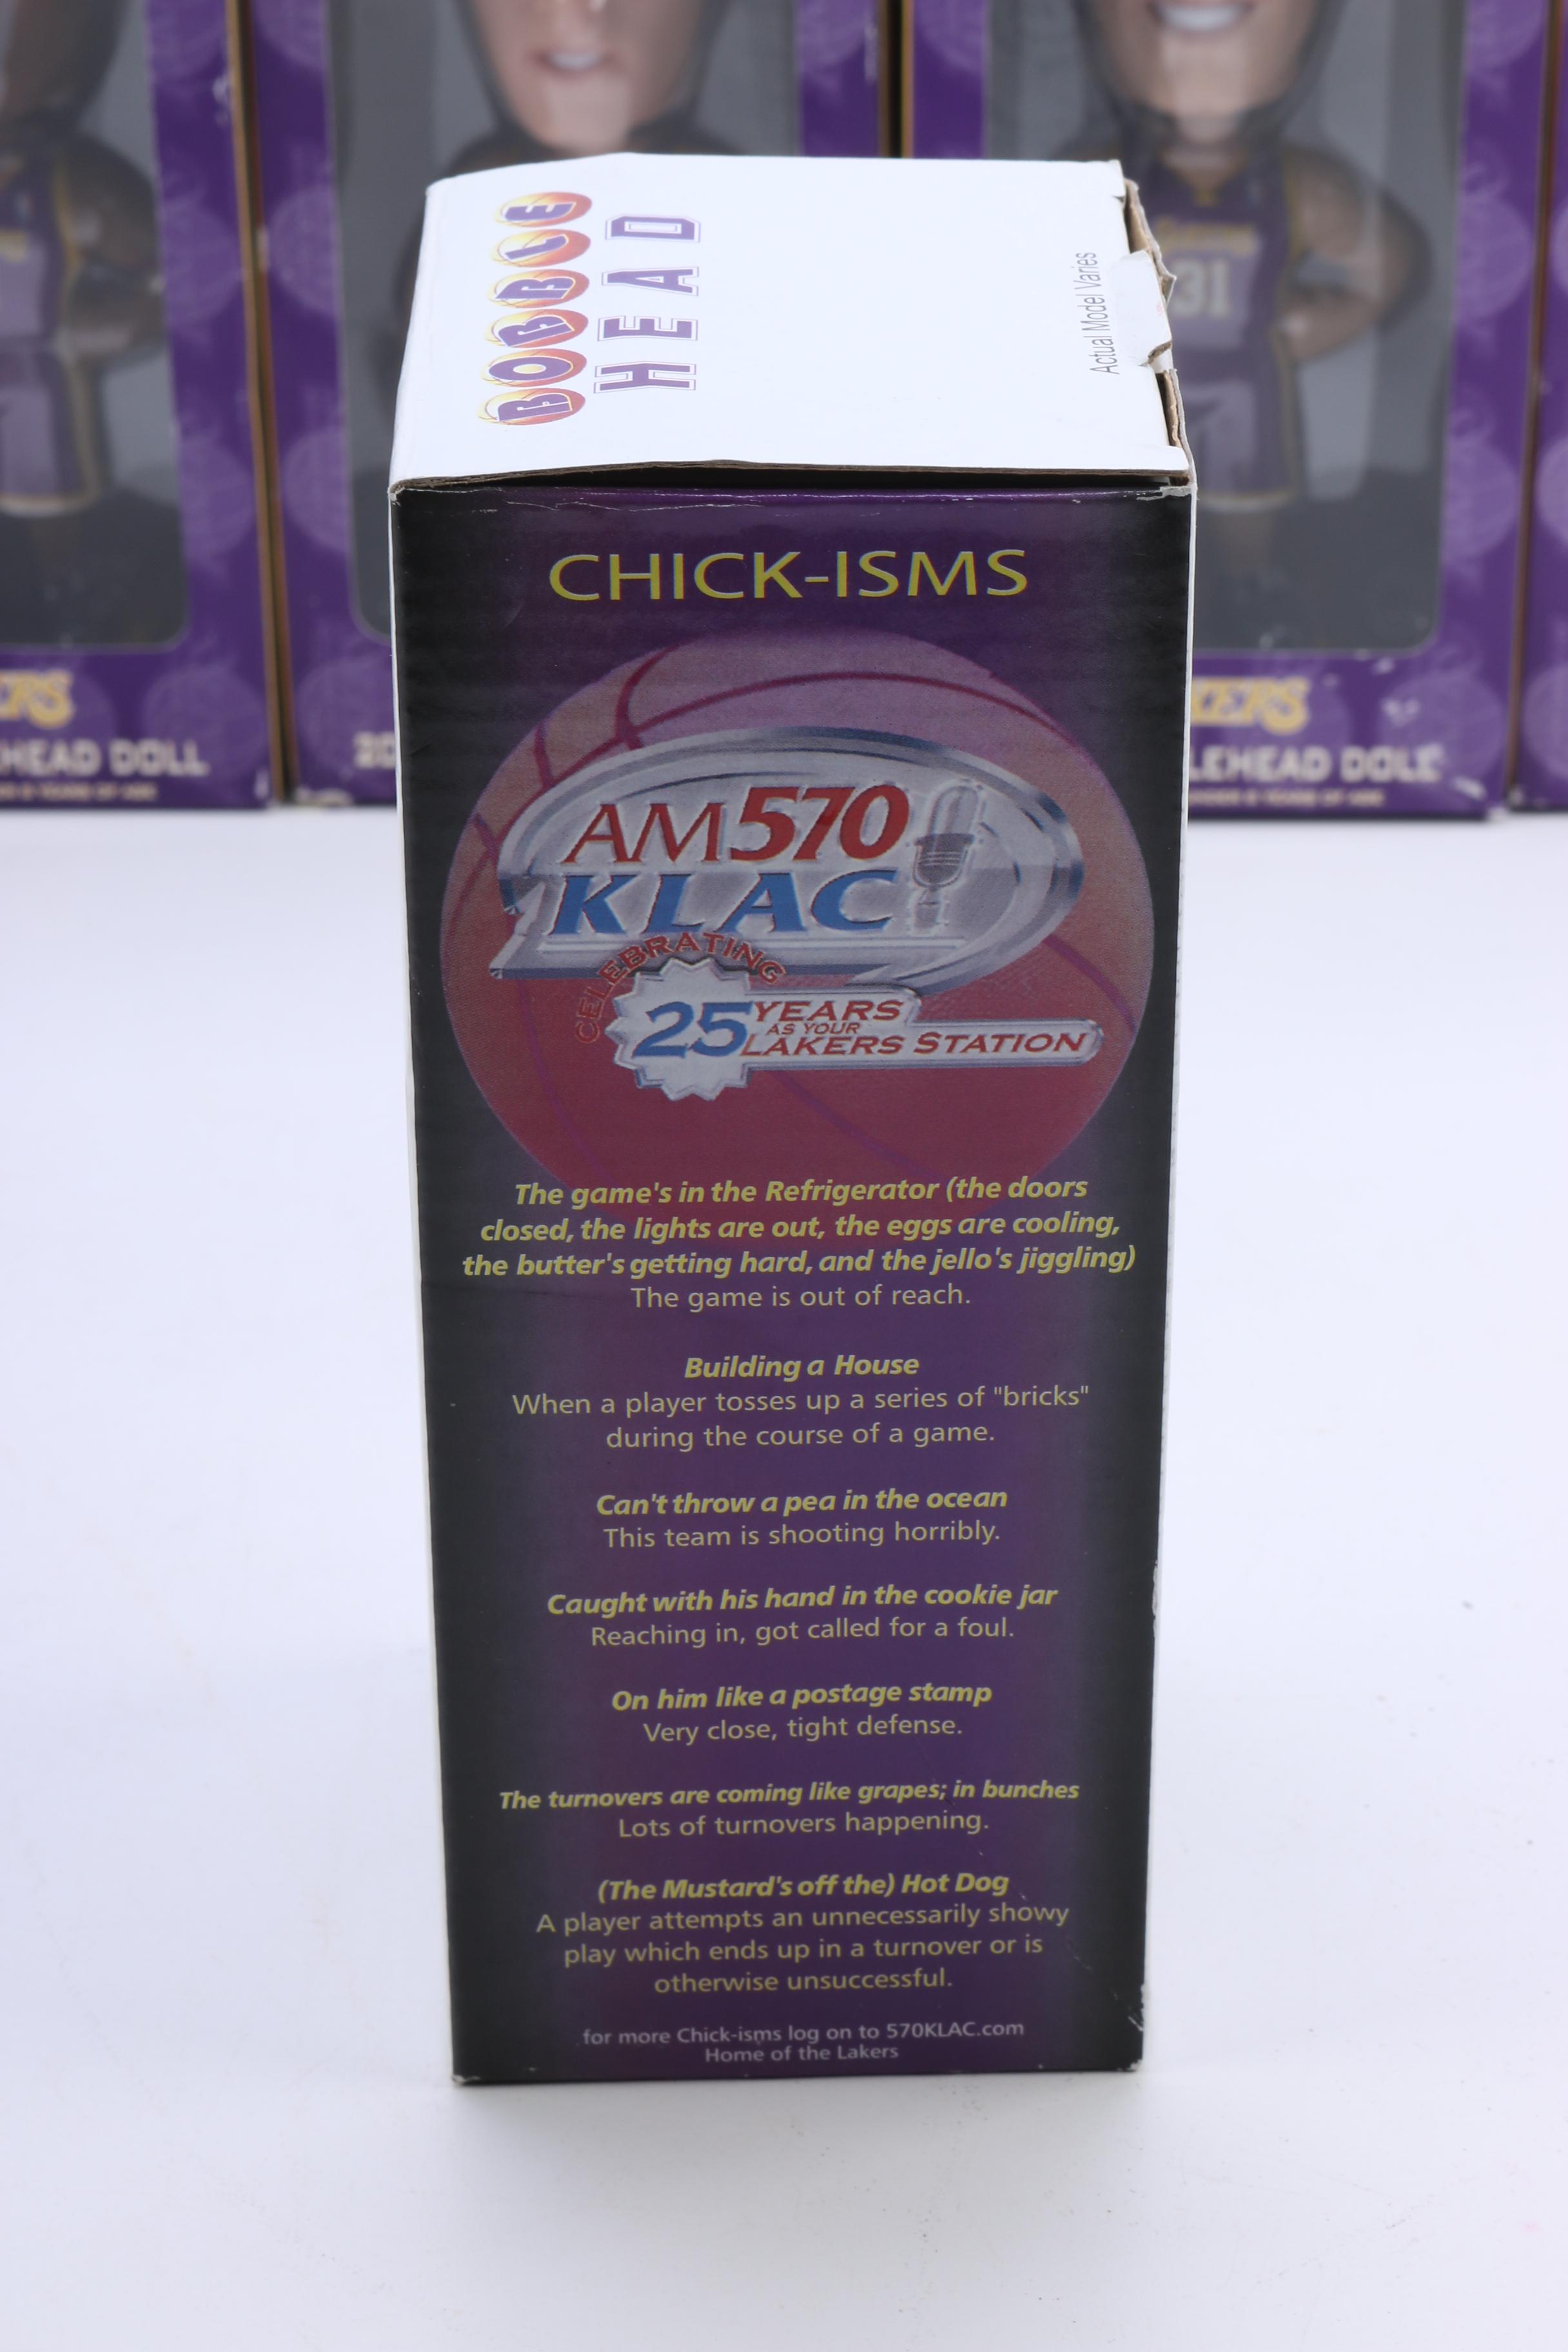 BOBBLE
HEAD
Actual Model Varies
31
HEAD DOLL
20
LEHEAD DOLL
CHICK-ISMS
AM570
KLAC
CELEBRATING
25 YEARS
AS YOUR
LAKERS STATION
The game's in the Refrigerator (the doors
closed, the lights are out, the eggs are cooling,
the butter's getting hard, and the jello's jiggling)
The game is out of reach.
Building a House
When a player tosses up a series of "bricks"
during the course of a game.
Can't throw a pea in the ocean
This team is shooting horribly.
Caught with his hand in the cookie jar
Reaching in, got called for a foul.
On him like a postage stamp
Very close, tight defense.
The turnovers are coming like grapes; in bunches
Lots of turnovers happening.
(The Mustard's off the) Hot Dog
A player attempts an unnecessarily showy
play which ends up in a turnover or is
otherwise unsuccessful.
for more Chick-isms log on to 570KLAC.com
Home of the Lakers